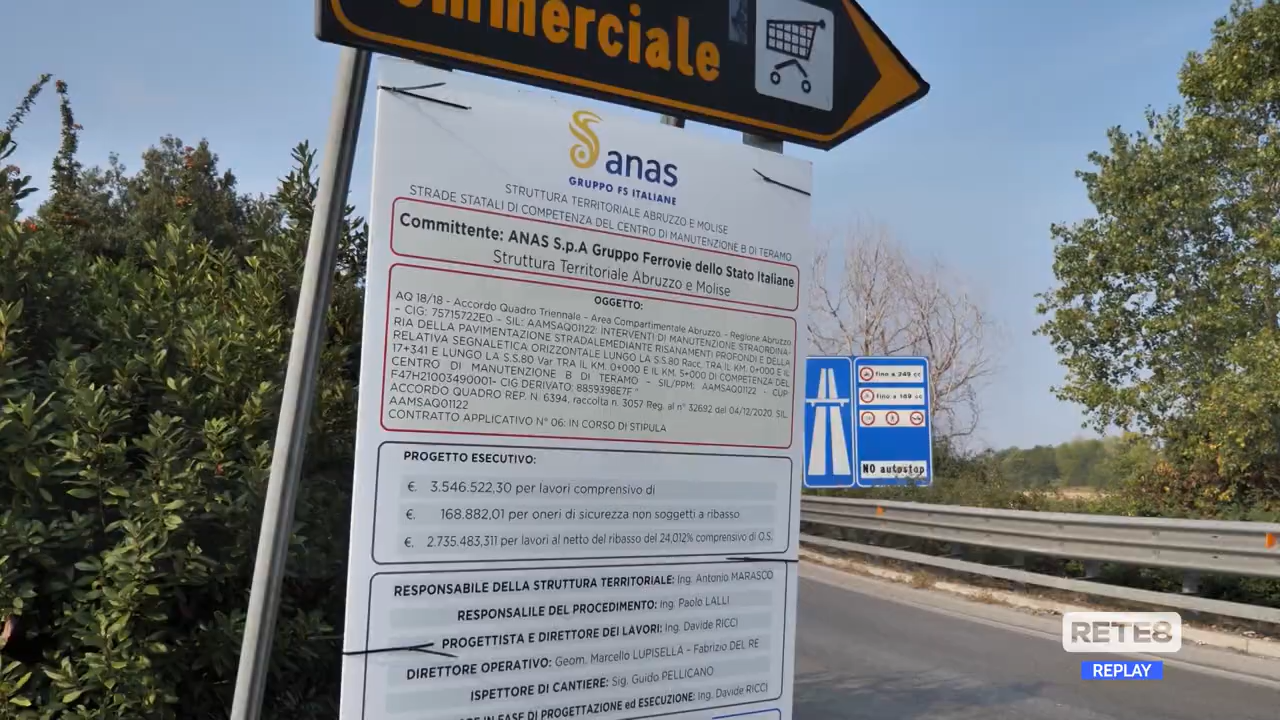 ommerciale
anas
GRUPPO FS ITALIANE
STRUTTURA TERRITORIALE ABRUZZO E MOLISE
STRADE STATALI DI COMPETENZA DEL CENTRO DI MANUTENZIONE B DI TERAMO
Committente: ANAS S.p.A Gruppo Ferrovie dello Stato Italiane
Struttura Territoriale Abruzzo e Molise
OGGETTO:
AQ 18/18 - Accordo Quadro Triennale - Area Compartimentale Abruzzo - Regione Abruzzo
- CIG: 75715722E0 - SIL: AAMSAQ01122: INTERVENTI DI MANUTENZIONE STRAORDINA-
RIA DELLA PAVIMENTAZIONE STRADALEMEDIANTE RISANAMENTI PROFONDI E DELLA
RELATIVA SEGNALETICA ORIZZONTALE LUNGO LA S.S.80 Racc. TRA IL KM. 0+000 E IL
17+341 E LUNGO LA S.S.80 Var TRA IL KM. 0+000 E IL KM. 5+000 DI COMPETENZA DEL
CENTRO DI MANUTENZIONE B DI TERAMO - SIL/PPM: AAMSAQ01122 - CUP
F47H21003490001- CIG DERIVATO: 8859398E7F
ACCORDO QUADRO REP. N. 6394, raccolta n. 3057 Reg. al n° 32692 del 04/12/2020 SIL
AAMSAQ01122
CONTRATTO APPLICATIVO N° 06: IN CORSO DI STIPULA
PROGETTO ESECUTIVO:
€. 3.546.522,30 per lavori comprensivo di
€. 168.882,01 per oneri di sicurezza non soggetti a ribasso
€. 2.735.483,311 per lavori al netto del ribasso del 24,012% comprensivo di O.S.
RESPONSABILE DELLA STRUTTURA TERRITORIALE: Ing. Antonio MARASCO
RESPONSALILE DEL PROCEDIMENTO: Ing. Paolo LALLI
PROGETTISTA E DIRETTORE DEI LAVORI: Ing. Davide RICCI
DIRETTORE OPERATIVO: Geom. Marcello LUPISELLA - Fabrizio DEL RE
ISPETTORE DI CANTIERE: Sig. Guido PELLICANO
IN FASE DI PROGETTAZIONE ed ESECUZIONE: Ing. Davide RICCI
fino a 249 cc
fino a 149 cc
NO autostop
RETE8
REPLAY